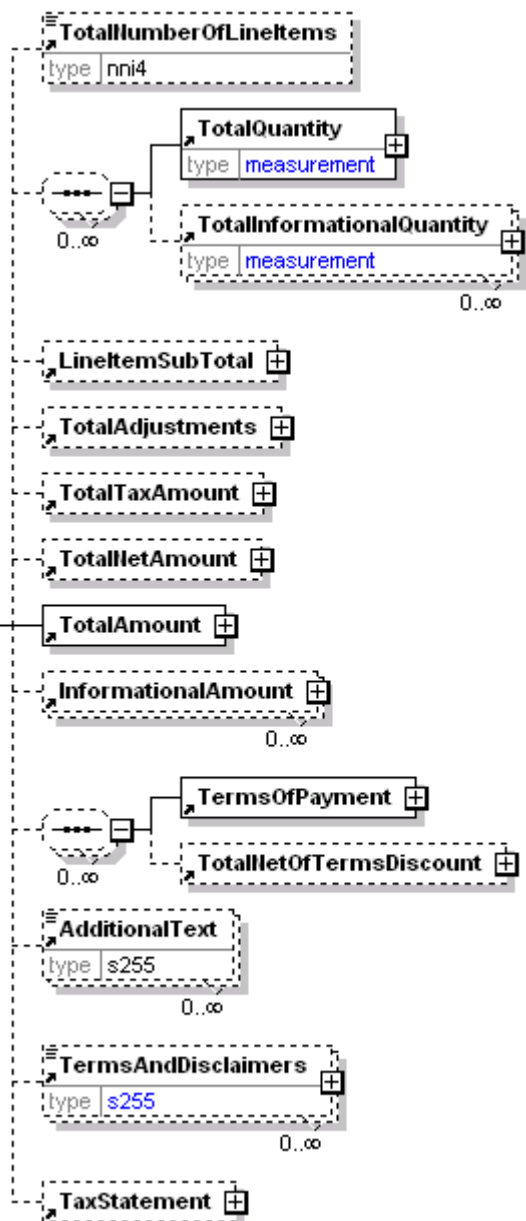 TotalNumberOfLineItems
type nni4
TotalQuantity
type measurement
0..∞
TotalInformationalQuantity
type measurement
0..∞
LineItemSubTotal
TotalAdjustments
TotalTaxAmount
TotalNetAmount
TotalAmount
InformationalAmount
0..∞
TermsOfPayment
0..∞
TotalNetOfTermsDiscount
AdditionalText
type s255
0..∞
TermsAndDisclaimers
type s255
0..∞
TaxStatement